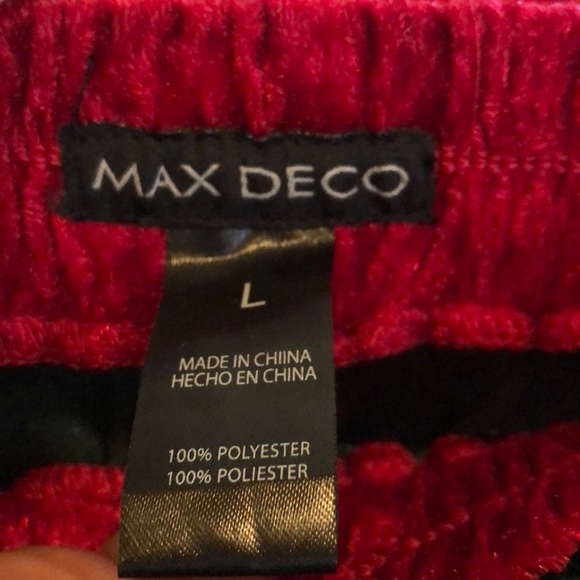 MAX DECO
L
MADE IN CHIINA
HECHO EN CHINA
100% POLYESTER
100% POLIESTER